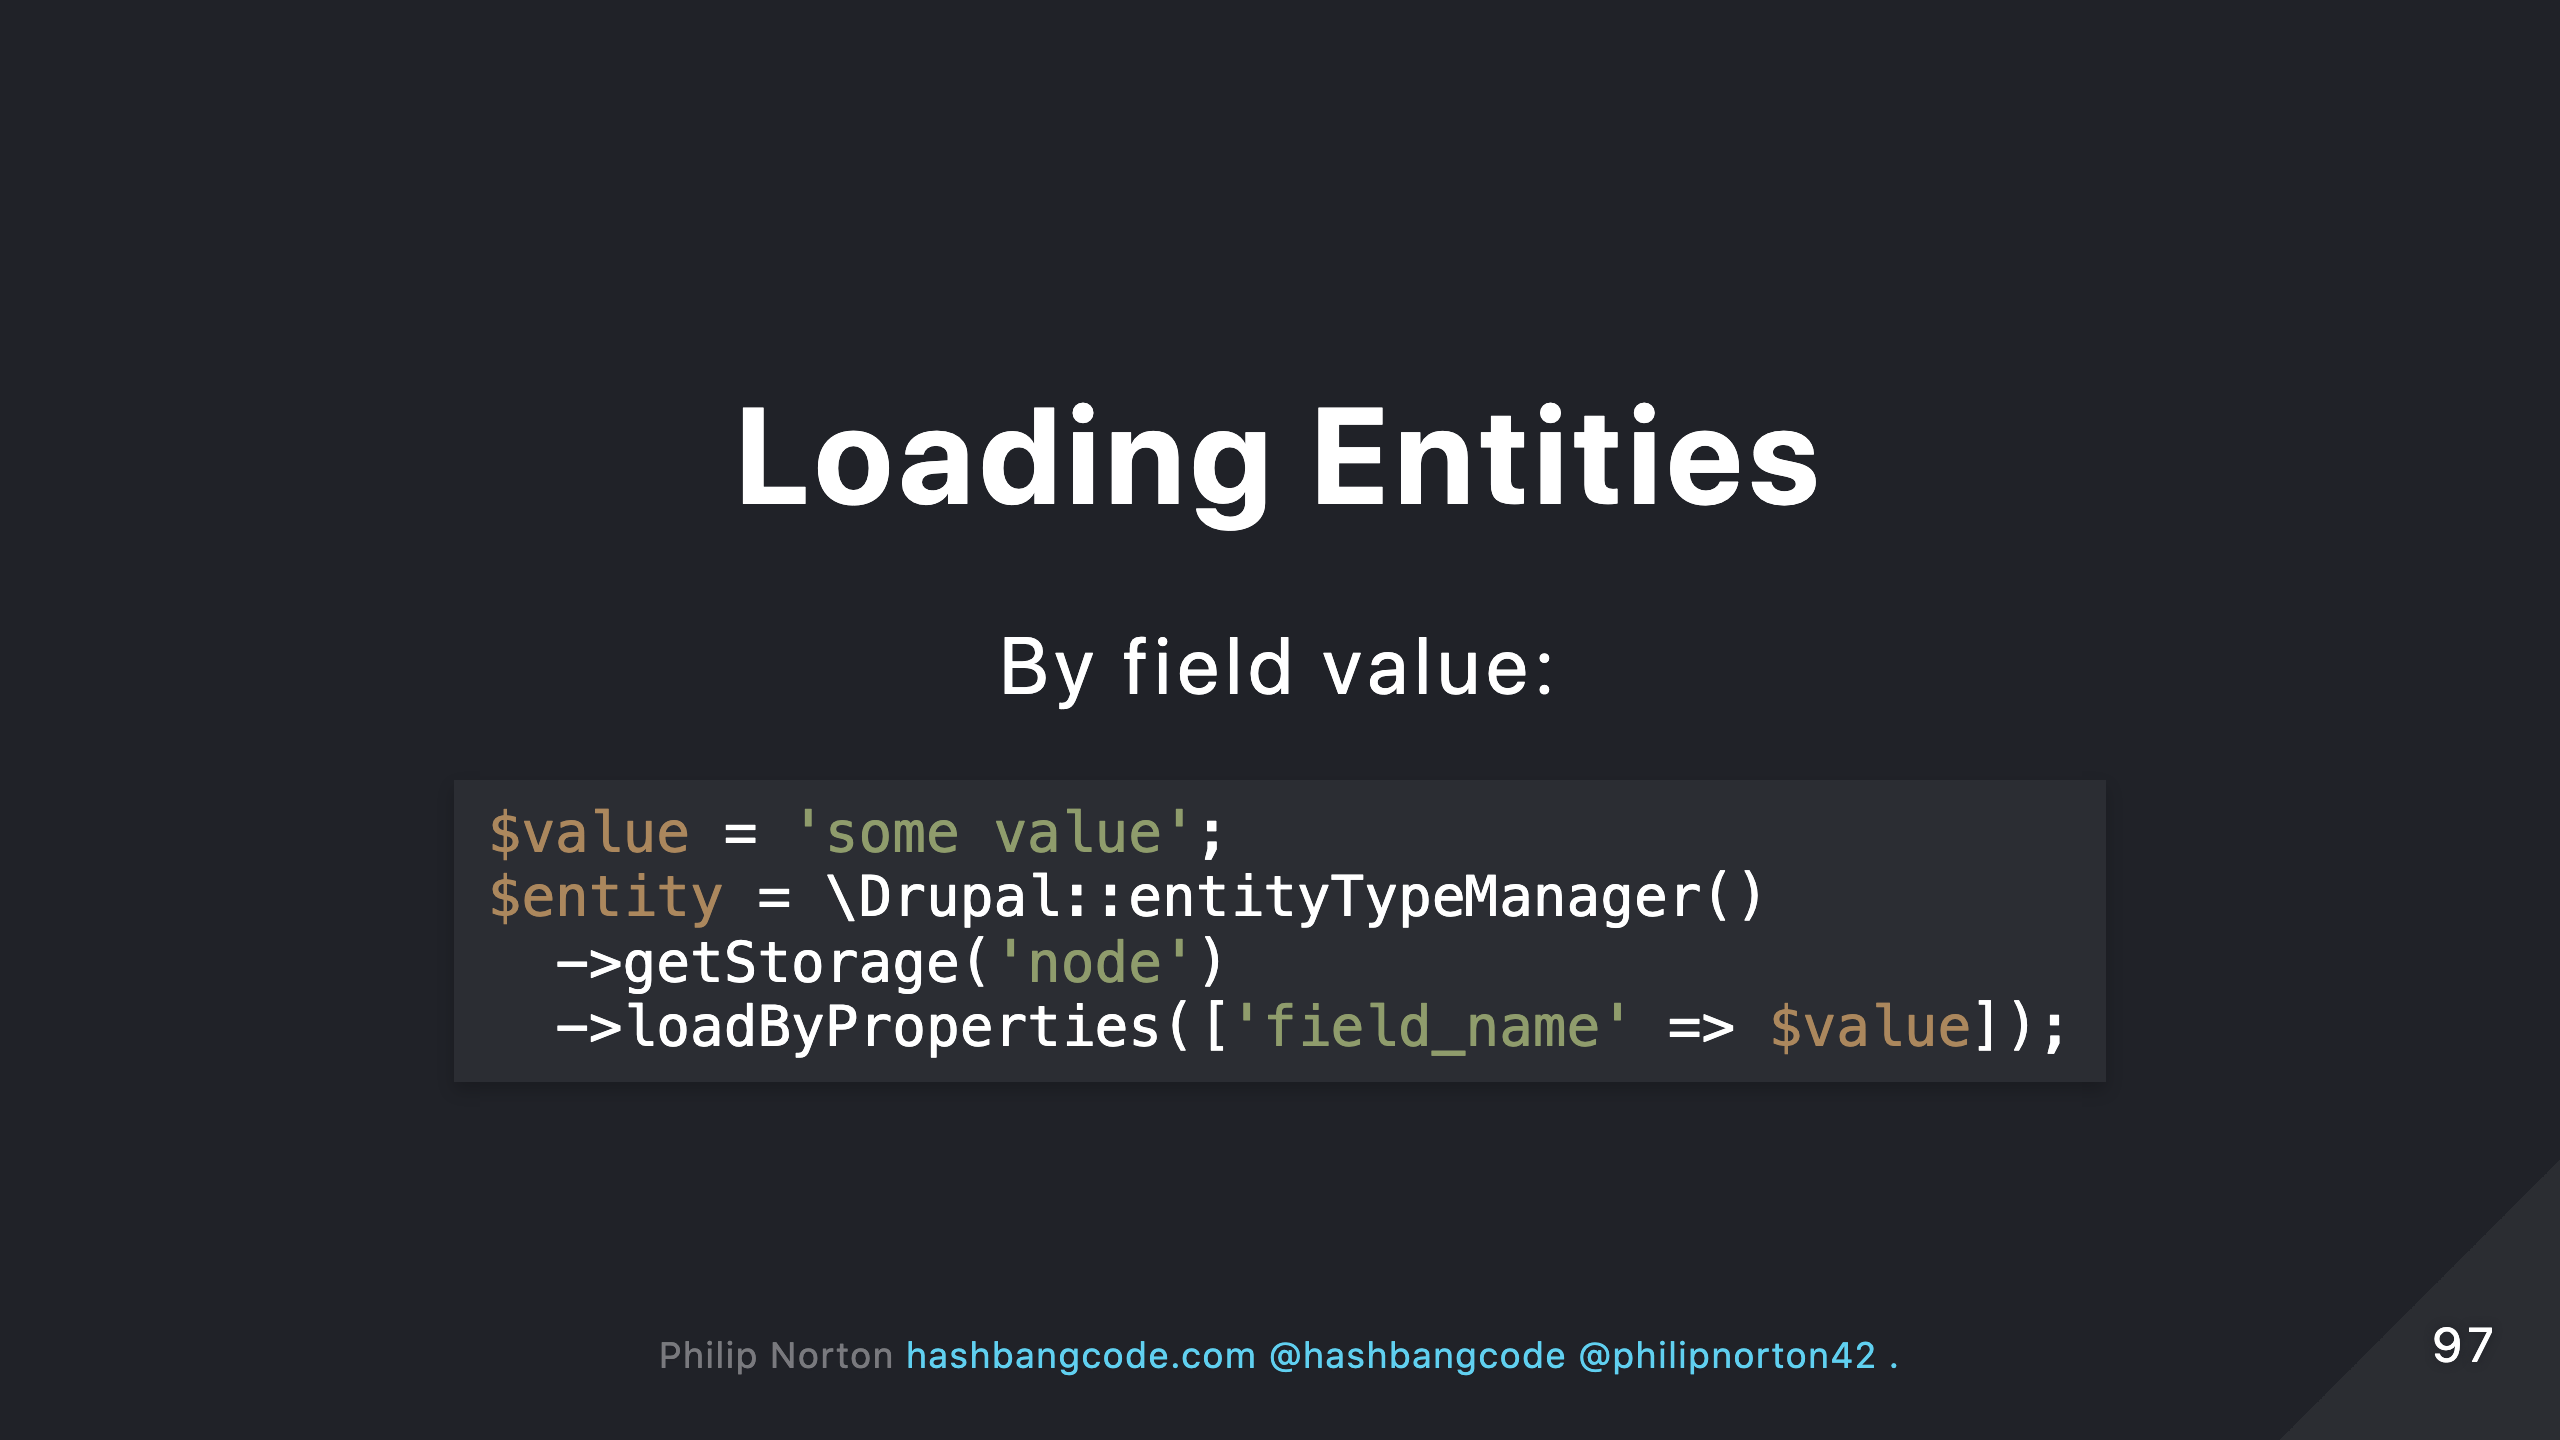 Loading Entities
By field value:
$value = 'some value';
$entity = \Drupal::entityTypeManager()
  ->getStorage('node')
  ->loadByProperties(['field_name' => $value]);
Philip Norton hashbangcode.com @hashbangcode @philipnorton42 .
97